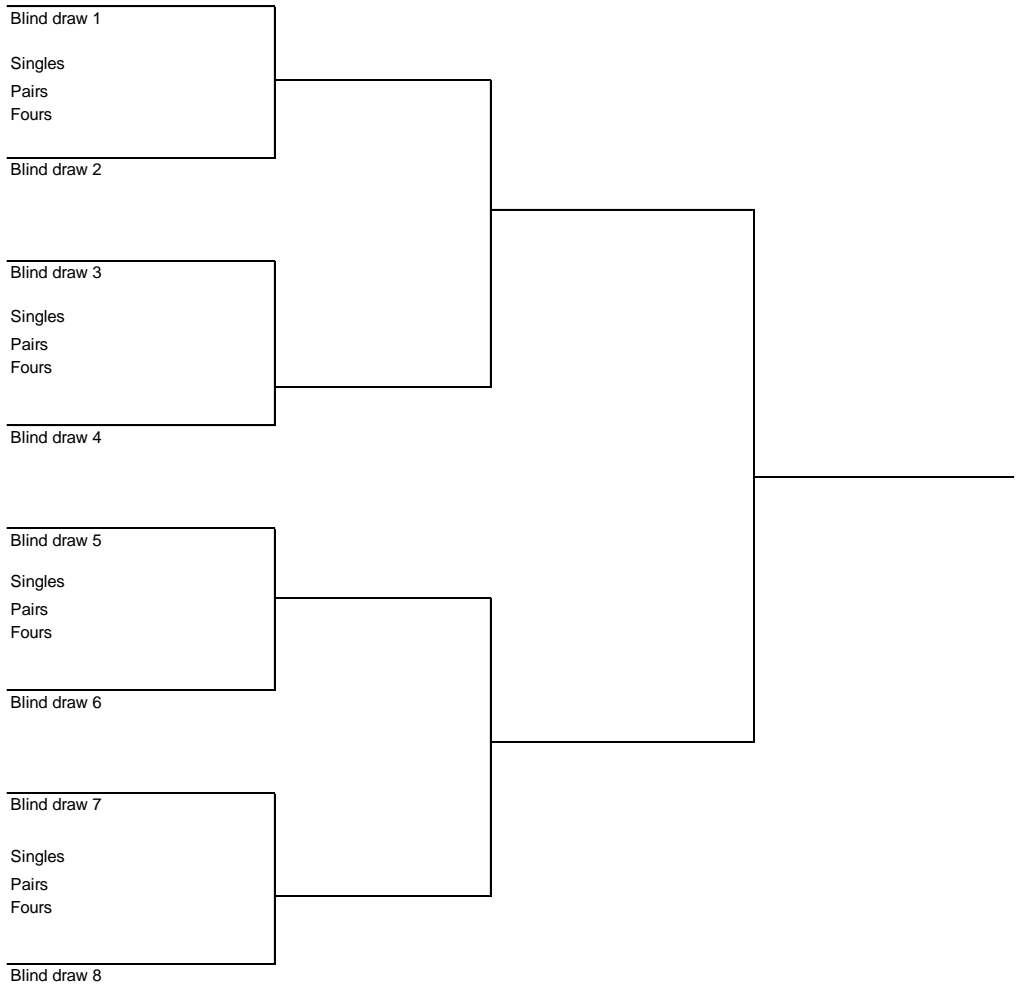 Blind draw 1
Singles
Pairs
Fours
Blind draw 2
Blind draw 3
Singles
Pairs
Fours
Blind draw 4
Blind draw 5
Singles
Pairs
Fours
Blind draw 6
Blind draw 7
Singles
Pairs
Fours
Blind draw 8